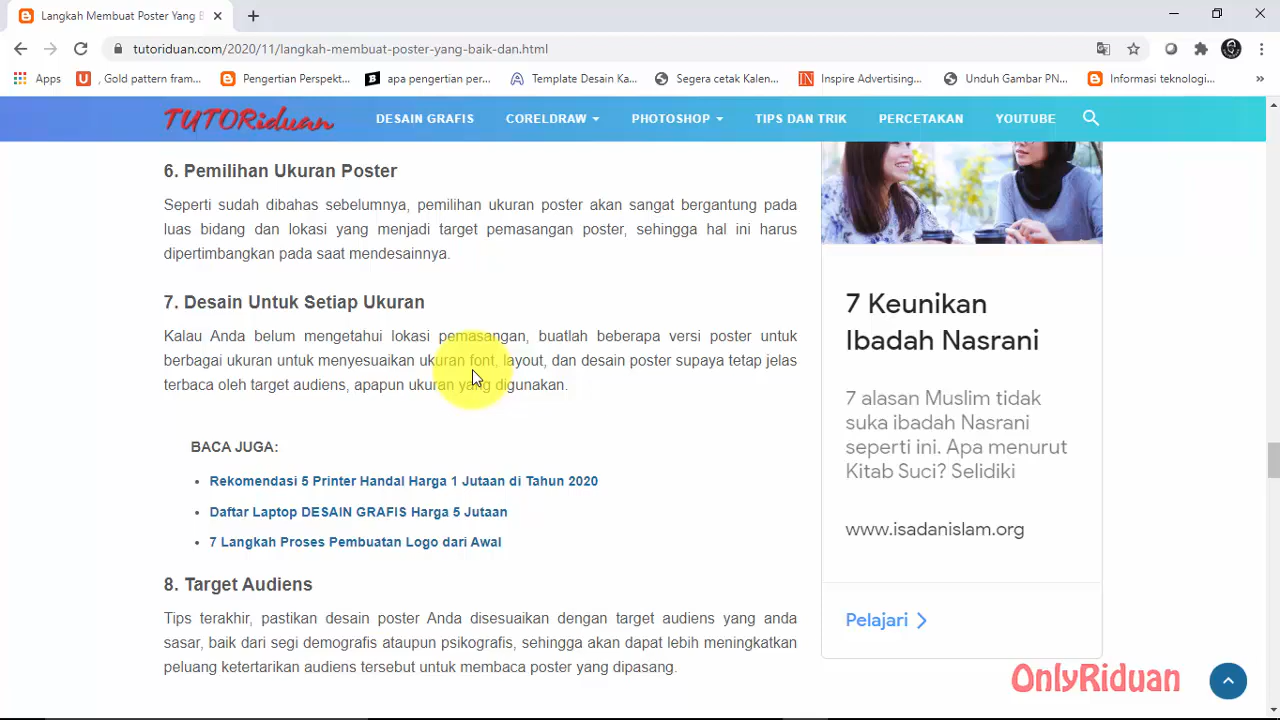 Langkah Membuat Poster Yang B
tutoriduan.com/2020/11/langkah-membuat-poster-yang-baik-dan.html
Apps
, Gold pattern fram...
Pengertian Perspekt...
apa pengertian per...
Template Desain Ka...
Segera cetak Kalen...
Inspire Advertising...
Unduh Gambar PN...
Informasi teknologi...
»
TUTORiduan
DESAIN GRAFIS
CORELDRAW
PHOTOSHOP
TIPS DAN TRIK
PERCETAKAN
YOUTUBE
6. Pemilihan Ukuran Poster
Seperti sudah dibahas sebelumnya, pemilihan ukuran poster akan sangat bergantung pada
luas bidang dan lokasi yang menjadi target pemasangan poster, sehingga hal ini harus
dipertimbangkan pada saat mendesainnya.
7. Desain Untuk Setiap Ukuran
Kalau Anda belum mengetahui lokasi pemasangan, buatlah beberapa versi poster untuk
berbagai ukuran untuk menyesuaikan ukuran font, layout, dan desain poster supaya tetap jelas
terbaca oleh target audiens, apapun ukuran yang digunakan.
BACA JUGA:
• Rekomendasi 5 Printer Handal Harga 1 Jutaan di Tahun 2020
• Daftar Laptop DESAIN GRAFIS Harga 5 Jutaan
• 7 Langkah Proses Pembuatan Logo dari Awal
8. Target Audiens
Tips terakhir, pastikan desain poster Anda disesuaikan dengan target audiens yang anda
sasar, baik dari segi demografis ataupun psikografis, sehingga akan dapat lebih meningkatkan
peluang ketertarikan audiens tersebut untuk membaca poster yang dipasang.
7 Keunikan
Ibadah Nasrani
7 alasan Muslim tidak
suka ibadah Nasrani
seperti ini. Apa menurut
Kitab Suci? Selidiki
www.isadanislam.org
Pelajari
OnlyRiduan